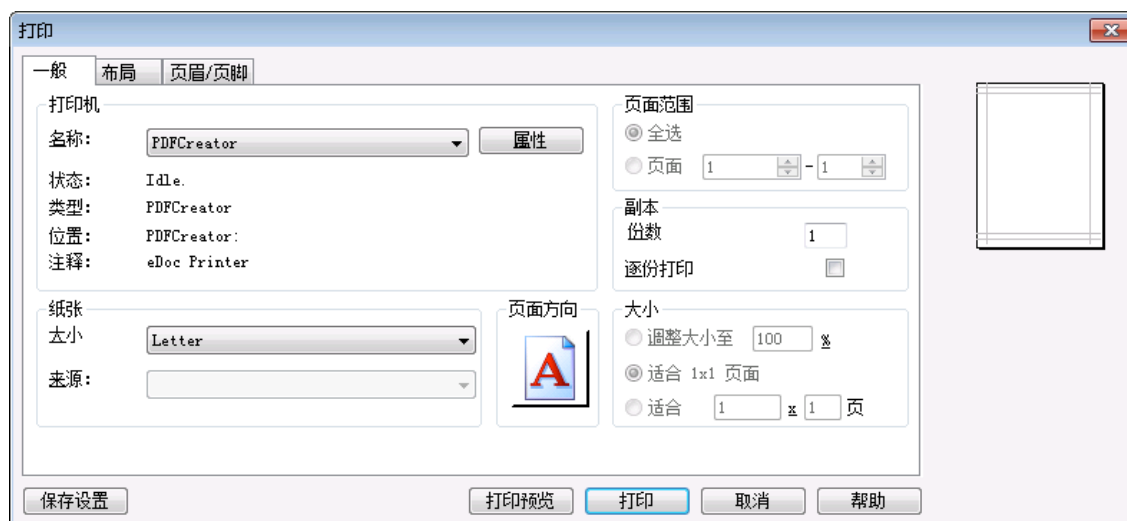 打印
一般 布局 页眉/页脚
打印机
名称: PDFCreator 属性
状态: Idle.
类型: PDFCreator
位置: PDFCreator:
注释: eDoc Printer
页面范围
全选
页面 1 - 1
副本
份数 1
逐份打印
纸张
大小 Letter
来源:
页面方向
A
大小
调整大小至 100 %
适合 1x1 页面
适合 1 x 1 页
保存设置 打印预览 打印 取消 帮助